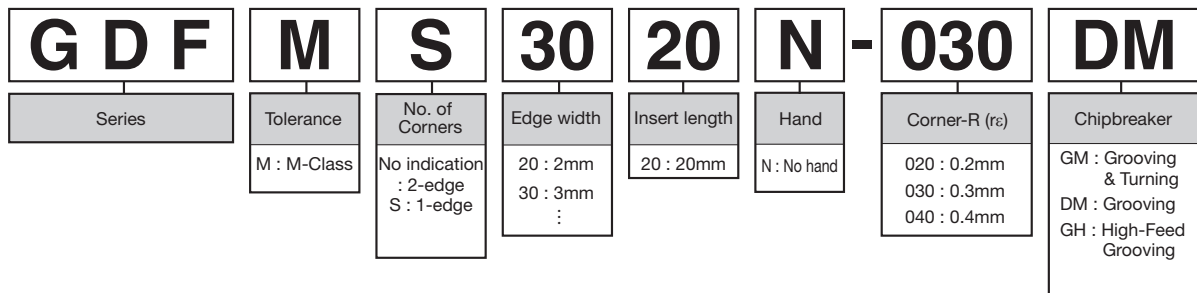 GDF M S 30 20 N - 030 DM
Series
Tolerance
No. of
Corners
Edge width
Insert length
Hand
Corner-R (rε)
Chipbreaker
M : M-Class
No indication
: 2-edge
S : 1-edge
20 : 2mm
30 : 3mm
⋮
20 : 20mm
N : No hand
020 : 0.2mm
030 : 0.3mm
040 : 0.4mm
GM : Grooving
& Turning
DM : Grooving
GH : High-Feed
Grooving